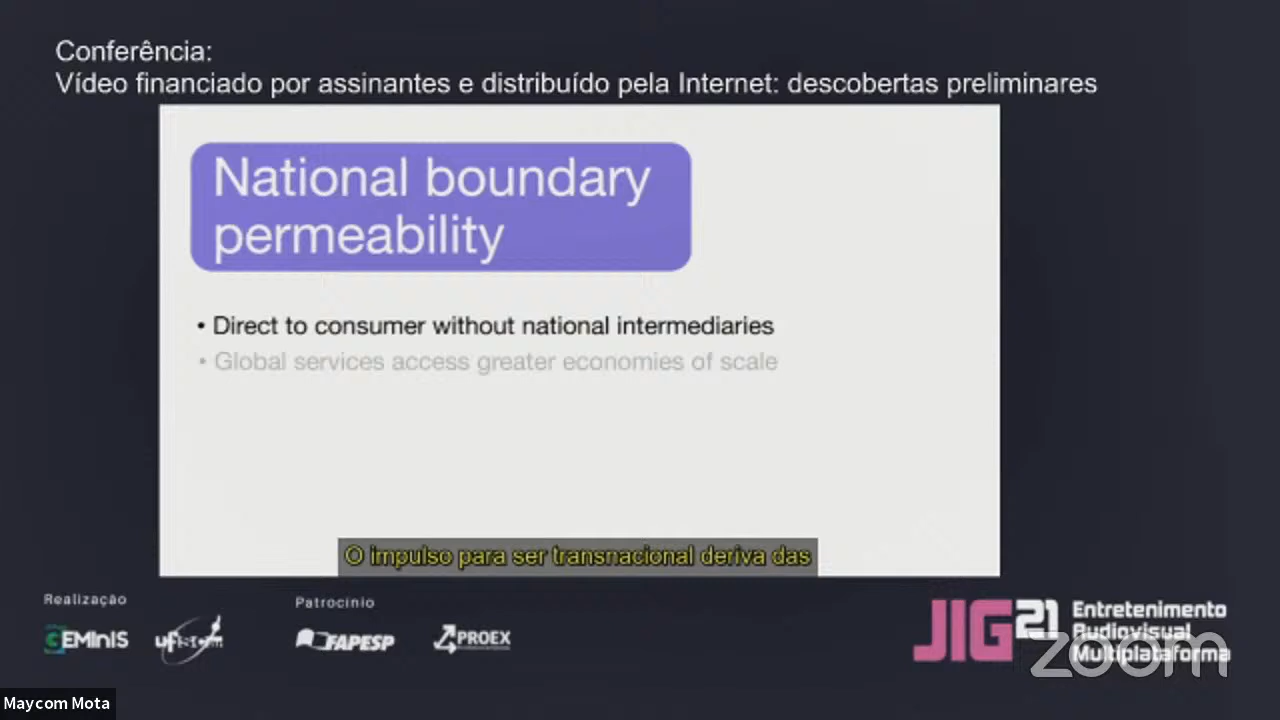 Conferência:
Vídeo financiado por assinantes e distribuído pela Internet: descobertas preliminares
National boundary
permeability
• Direct to consumer without national intermediaries
• Global services access greater economies of scale
O impulso para ser transnacional deriva das
Realização
Patrocínio
GEMInIS
FAPESP
PROEX
JIG21
Entretenimento
Audiovisual
Multiplataforma
zoom
Maycom Mota